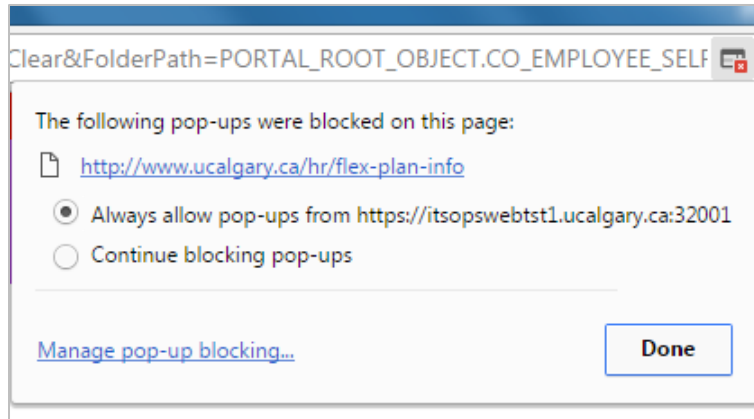 Clear&FolderPath=PORTAL_ROOT_OBJECT.CO_EMPLOYEE_SELF
The following pop-ups were blocked on this page:
http://www.ucalgary.ca/hr/flex-plan-info
Always allow pop-ups from https://itsopswebtst1.ucalgary.ca:32001
Continue blocking pop-ups
Manage pop-up blocking...
Done